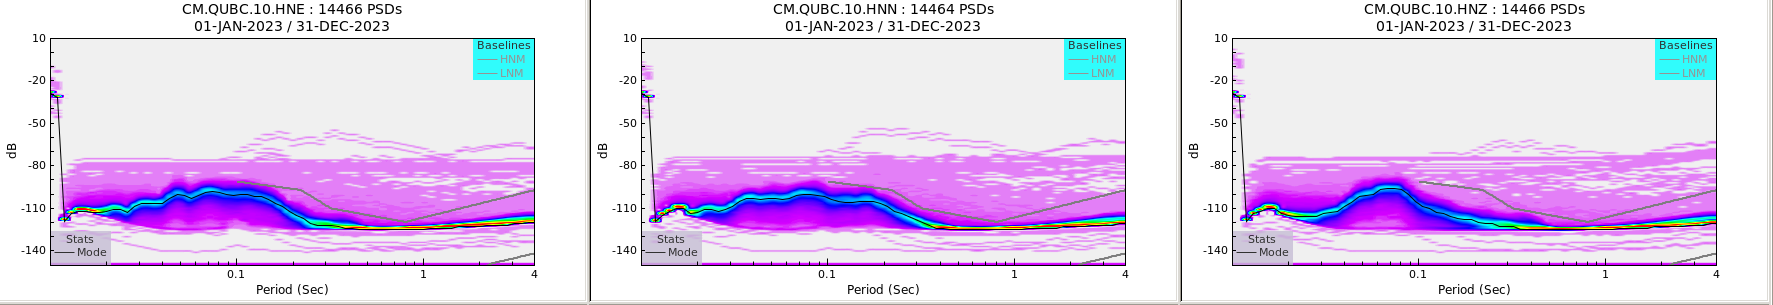 CM.QUBC.10.HNE : 14466 PSDs
01-JAN-2023 / 31-DEC-2023
10
-20
-50
-80
-110
-140
dB
Baselines
HNM
LNM
Stats
Mode
0.1
1
4
Period (Sec)
CM.QUBC.10.HNN : 14464 PSDs
01-JAN-2023 / 31-DEC-2023
10
-20
-50
-80
-110
-140
dB
Baselines
HNM
LNM
Stats
Mode
0.1
1
4
Period (Sec)
CM.QUBC.10.HNZ : 14466 PSDs
01-JAN-2023 / 31-DEC-2023
10
-20
-50
-80
-110
-140
dB
Baselines
HNM
LNM
Stats
Mode
0.1
1
4
Period (Sec)